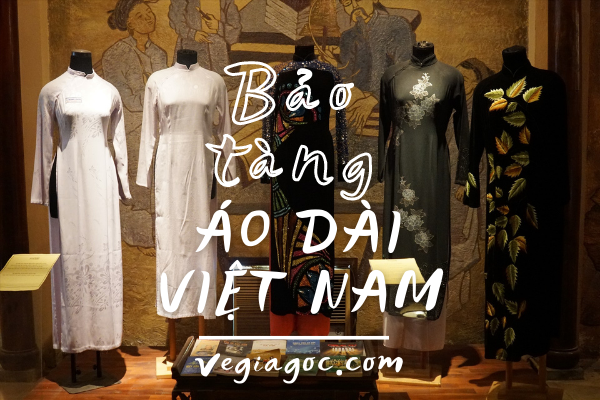 Bảo
tàng
ÁO DÀI
VIỆT NAM
vegiagoc.com